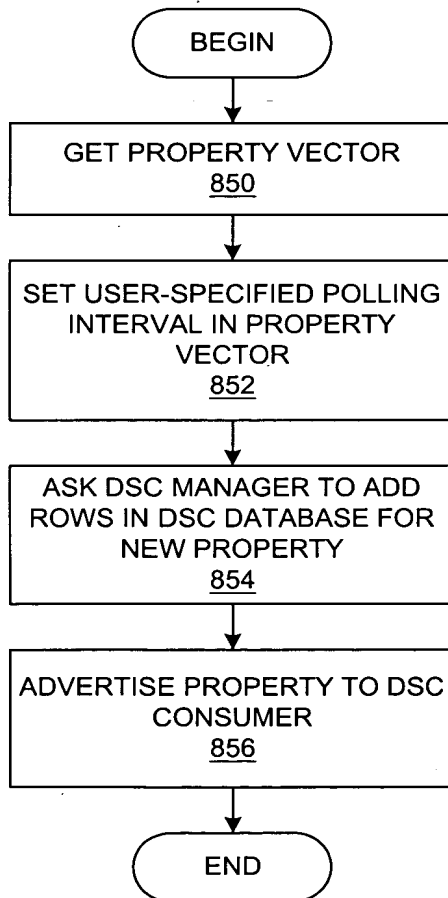 BEGIN
GET PROPERTY VECTOR
850
SET USER-SPECIFIED POLLING
INTERVAL IN PROPERTY
VECTOR
852
ASK DSC MANAGER TO ADD
ROWS IN DSC DATABASE FOR
NEW PROPERTY
854
ADVERTISE PROPERTY TO DSC
CONSUMER
856
END